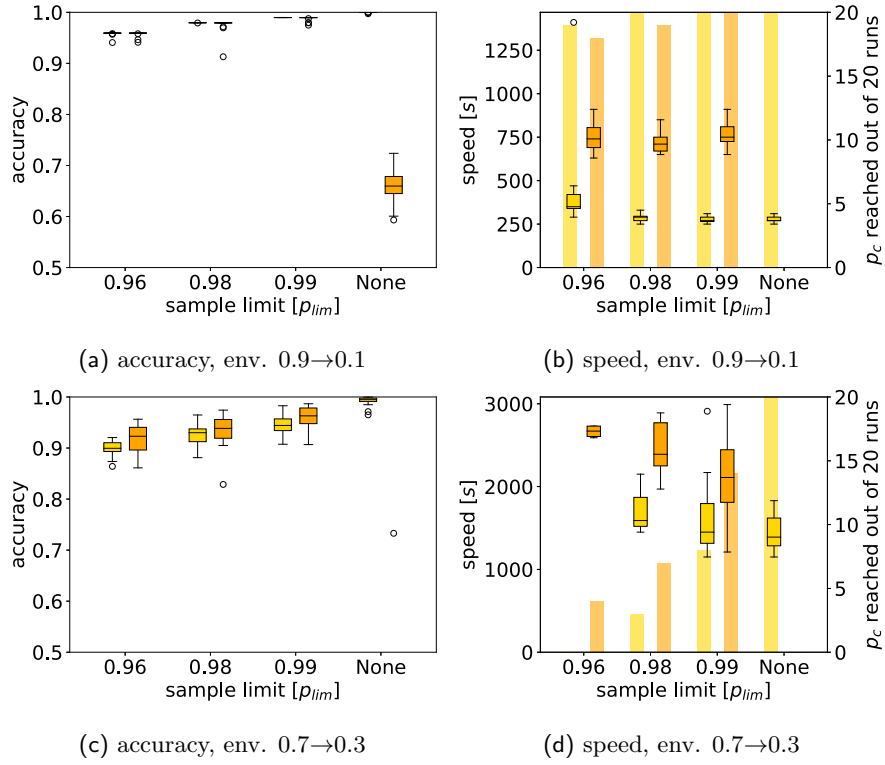 1.0
0.9
0.8
0.7
0.6
0.5
accuracy
0.96 0.98 0.99 None
sample limit [p_lim]
(a) accuracy, env. 0.9→0.1
1250
1000
750
500
250
0
speed [s]
20
15
10
5
0
p_c reached out of 20 runs
0.96 0.98 0.99 None
sample limit [p_lim]
(b) speed, env. 0.9→0.1
1.0
0.9
0.8
0.7
0.6
0.5
accuracy
0.96 0.98 0.99 None
sample limit [p_lim]
(c) accuracy, env. 0.7→0.3
3000
2000
1000
0
speed [s]
20
15
10
5
0
p_c reached out of 20 runs
0.96 0.98 0.99 None
sample limit [p_lim]
(d) speed, env. 0.7→0.3